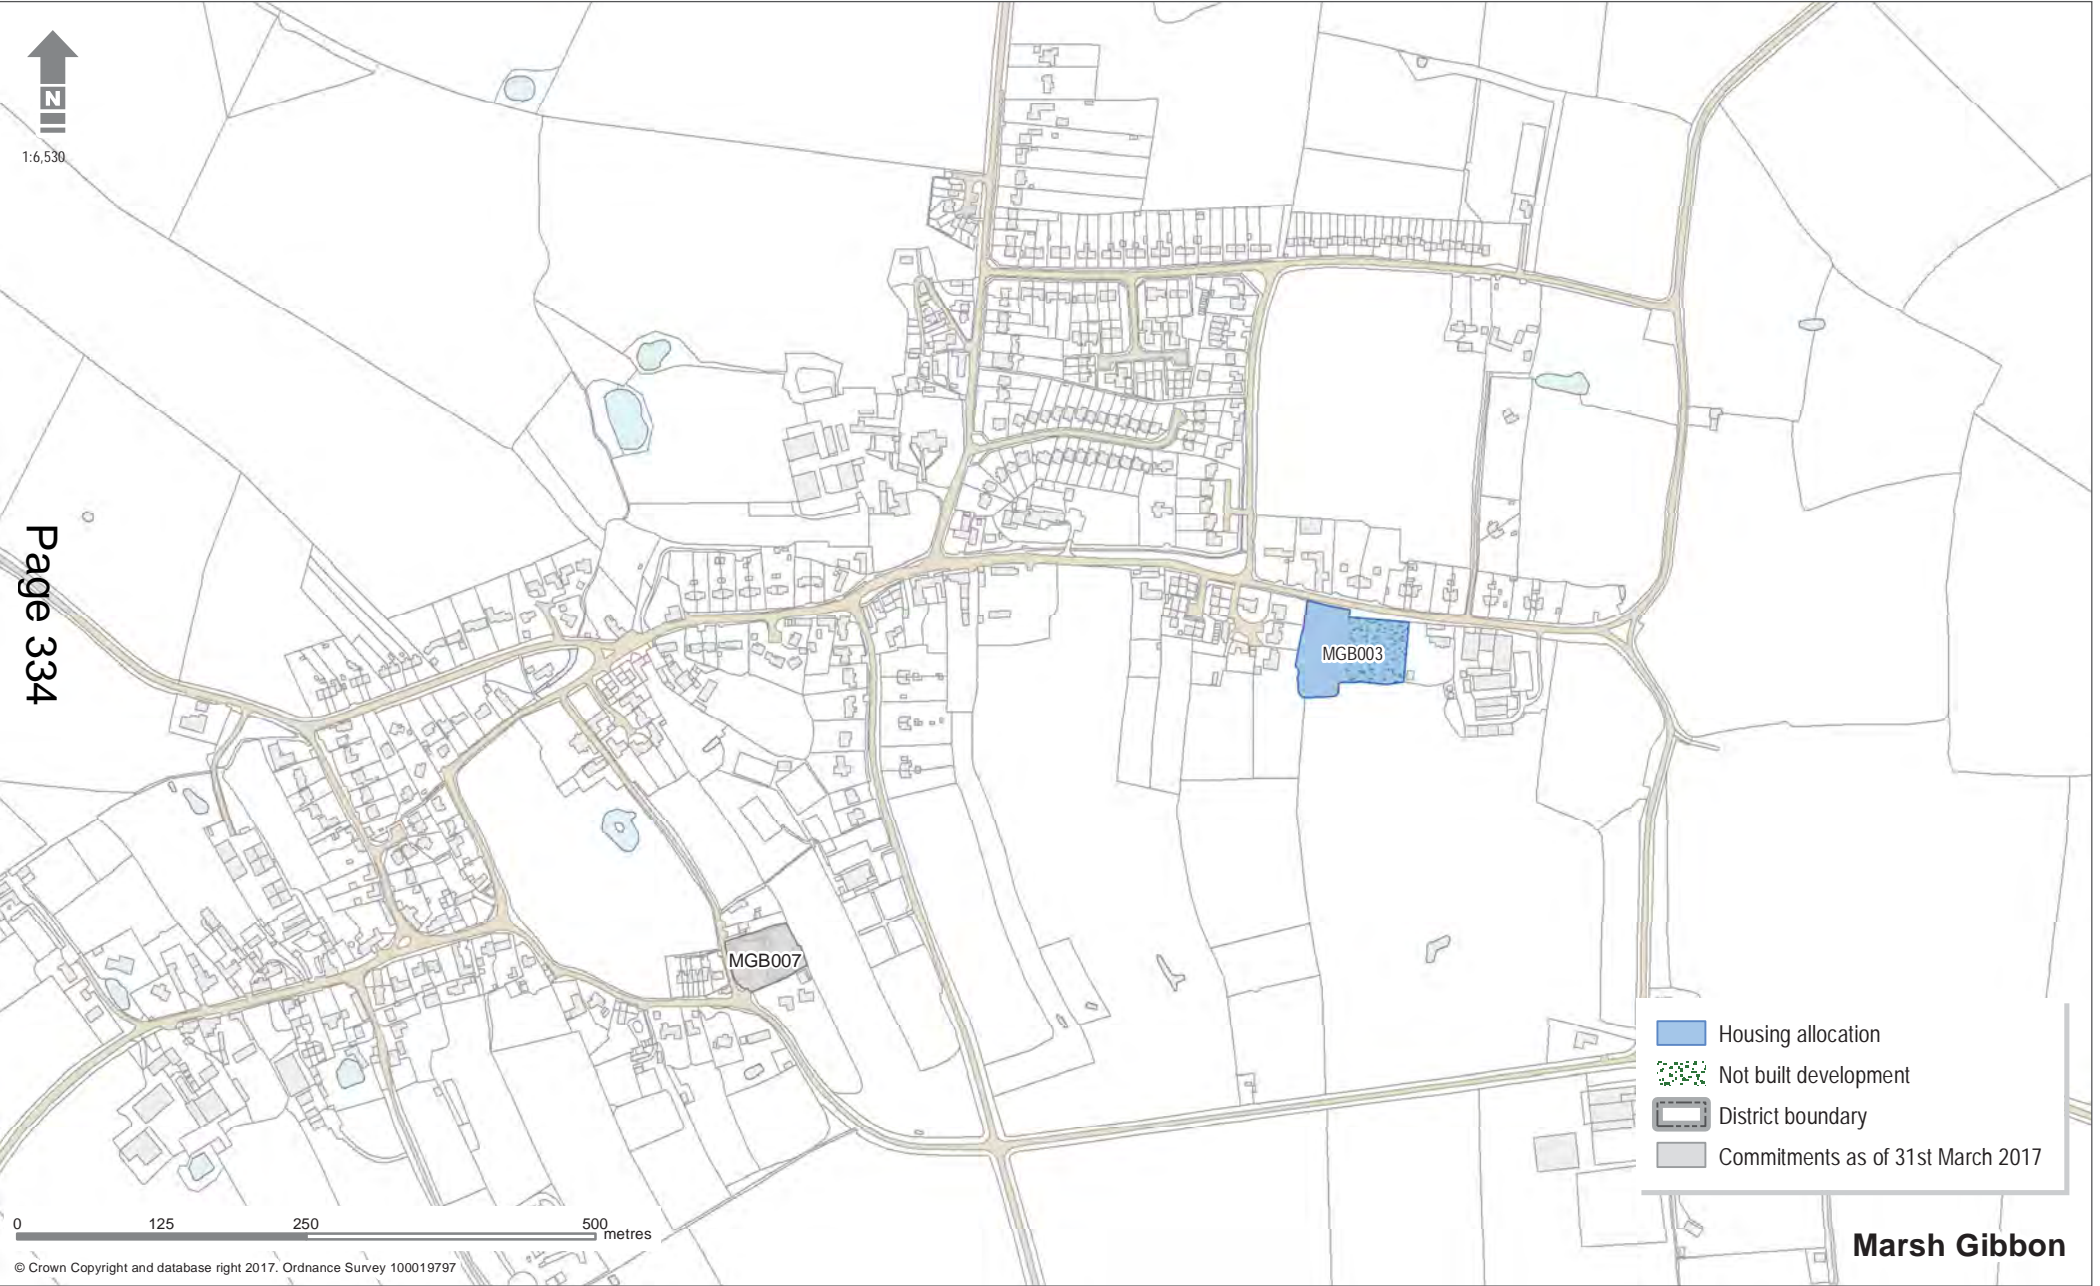 N
1:6,530
Page 334
MGB003
MGB007
Housing allocation
Not built development
District boundary
Commitments as of 31st March 2017
0 125 250 500 metres
© Crown Copyright and database right 2017. Ordnance Survey 100019797
Marsh Gibbon